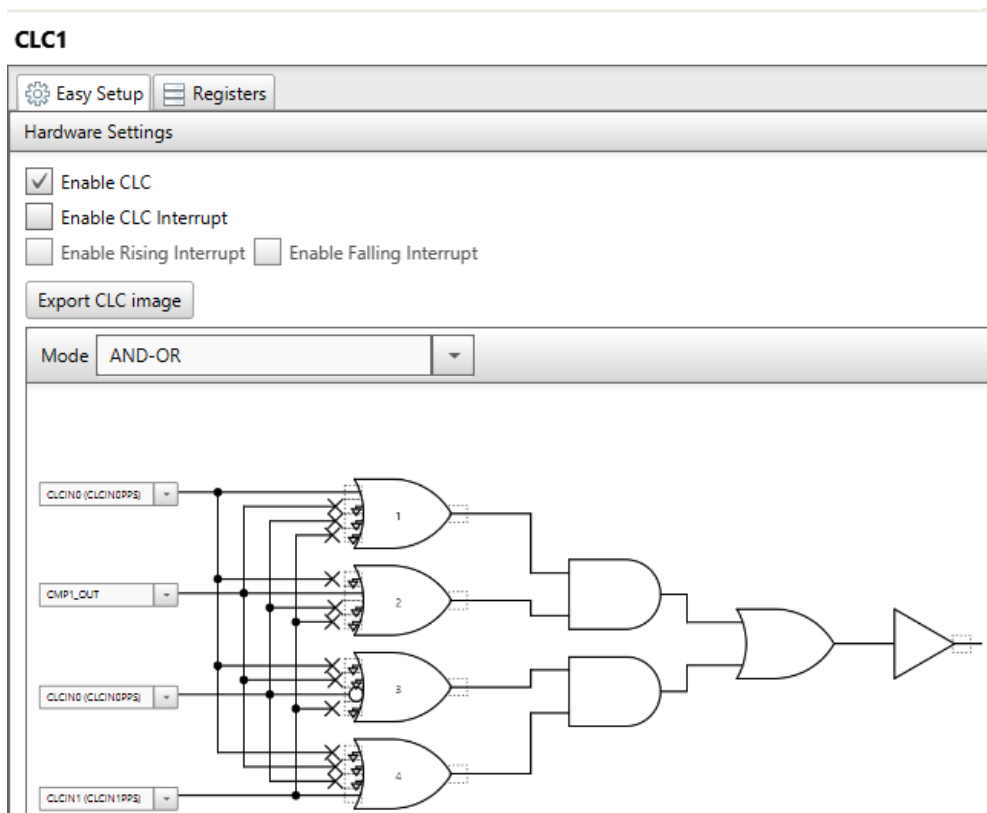 CLC1
Easy Setup Registers
Hardware Settings
Enable CLC
Enable CLC Interrupt
Enable Rising Interrupt Enable Falling Interrupt
Export CLC image
Mode AND-OR
CLCIN0 (CLCIN0PPS)
1
CMP1_OUT
2
CLCIN0 (CLCIN0PPS)
3
4
CLCIN1 (CLCIN1PPS)